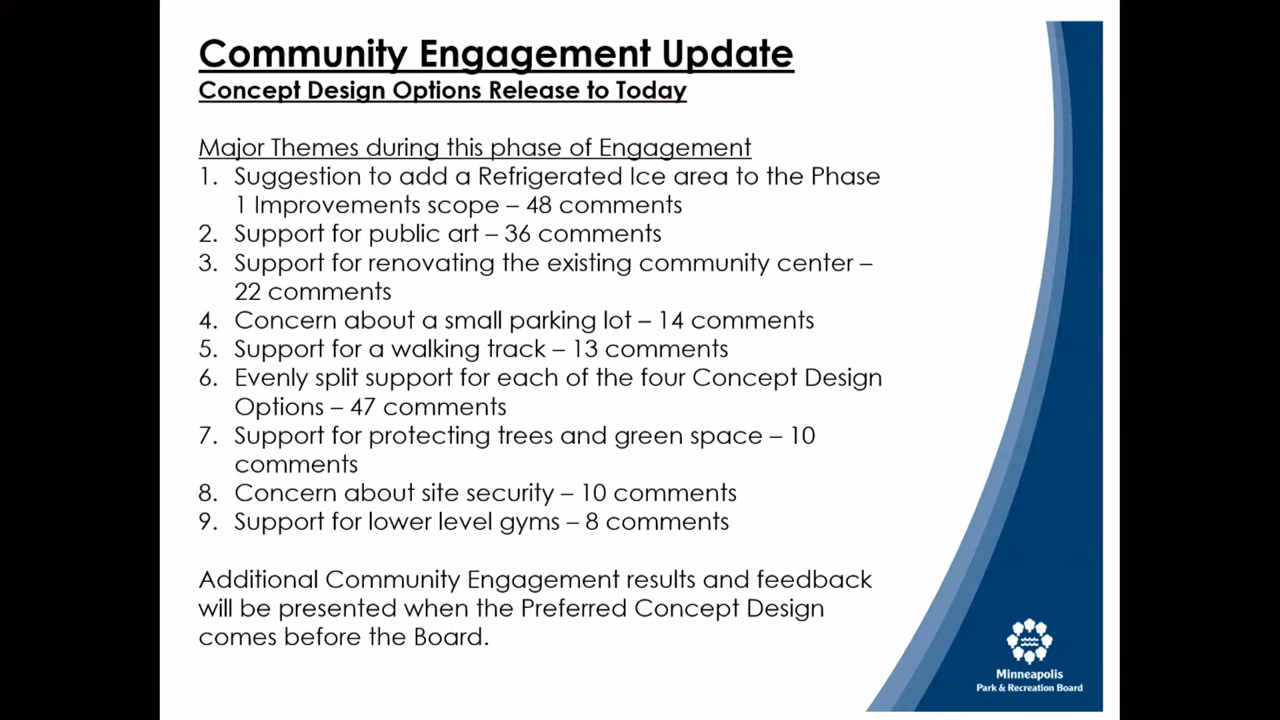 Community Engagement Update
Concept Design Options Release to Today
Major Themes during this phase of Engagement
1. Suggestion to add a Refrigerated Ice area to the Phase
1 Improvements scope – 48 comments
2. Support for public art – 36 comments
3. Support for renovating the existing community center –
22 comments
4. Concern about a small parking lot – 14 comments
5. Support for a walking track – 13 comments
6. Evenly split support for each of the four Concept Design
Options – 47 comments
7. Support for protecting trees and green space – 10
comments
8. Concern about site security – 10 comments
9. Support for lower level gyms – 8 comments
Additional Community Engagement results and feedback
will be presented when the Preferred Concept Design
comes before the Board.
Minneapolis
Park & Recreation Board